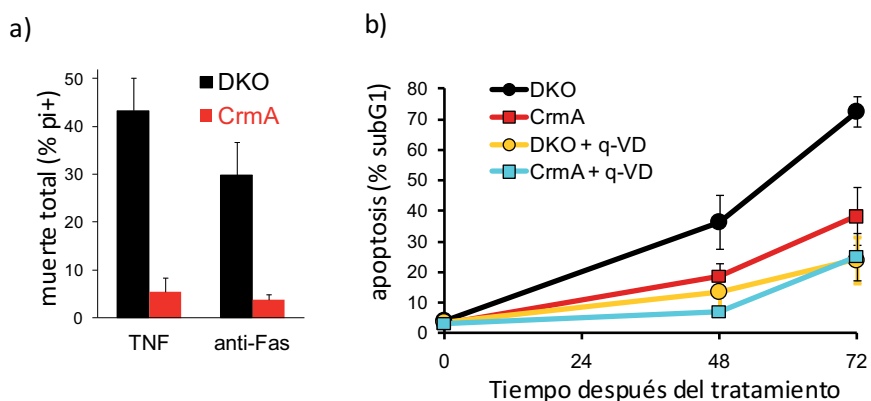 a)
muerte total (% pi+)
50
40
30
20
10
0
DKO
CrmA
TNF
anti-Fas
b)
apoptosis (% subG1)
80
70
60
50
40
30
20
10
0
DKO
CrmA
DKO + q-VD
CrmA + q-VD
0
24
48
72
Tiempo después del tratamiento